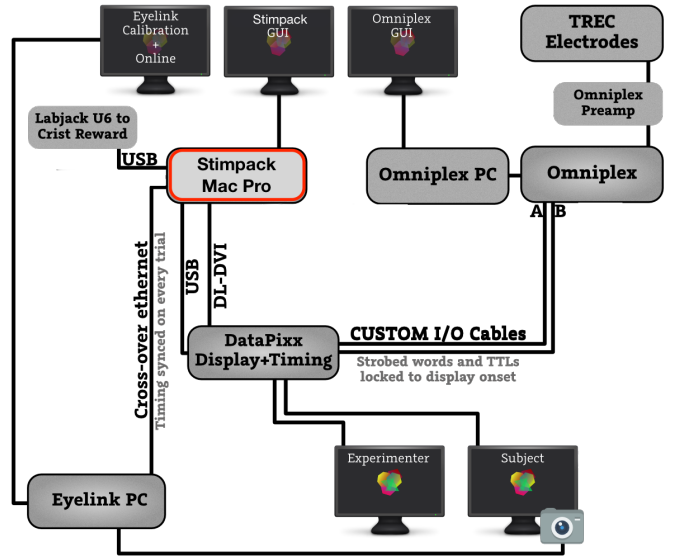 Eyelink
Calibration
+
Online
Stimpack
GUI
Omniplex
GUI
TREC
Electrodes
Labjack U6 to
Crist Reward
Omniplex
Preamp
USB
Stimpack
Mac Pro
Omniplex PC
Omniplex
A B
Cross-over ethernet
Timing synced on every trial
USB
DL-DVI
DataPixx
Display+Timing
CUSTOM I/O Cables
Strobed words and TTLs
locked to display onset
Experimenter
Subject
Eyelink PC